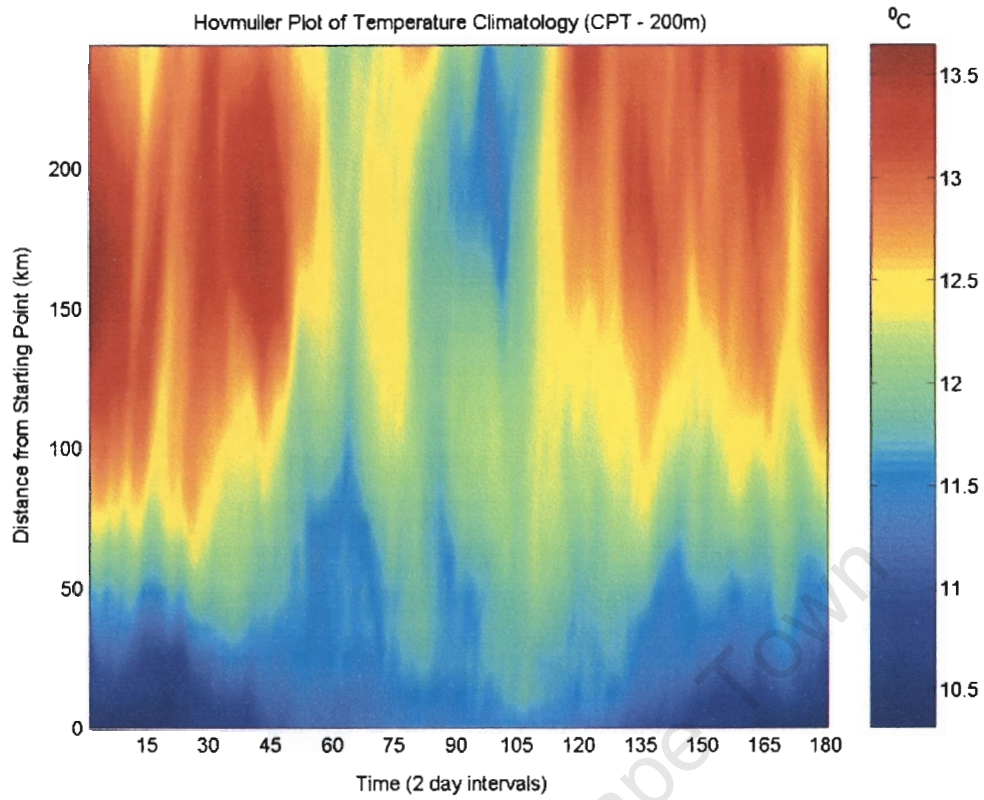 Hovmuller Plot of Temperature Climatology (CPT - 200m)
⁰C
13.5
13
12.5
12
11.5
11
10.5
Distance from Starting Point (km)
200
150
100
50
0
15 30 45 60 75 90 105 120 135 150 165 180
Time (2 day intervals)
Town